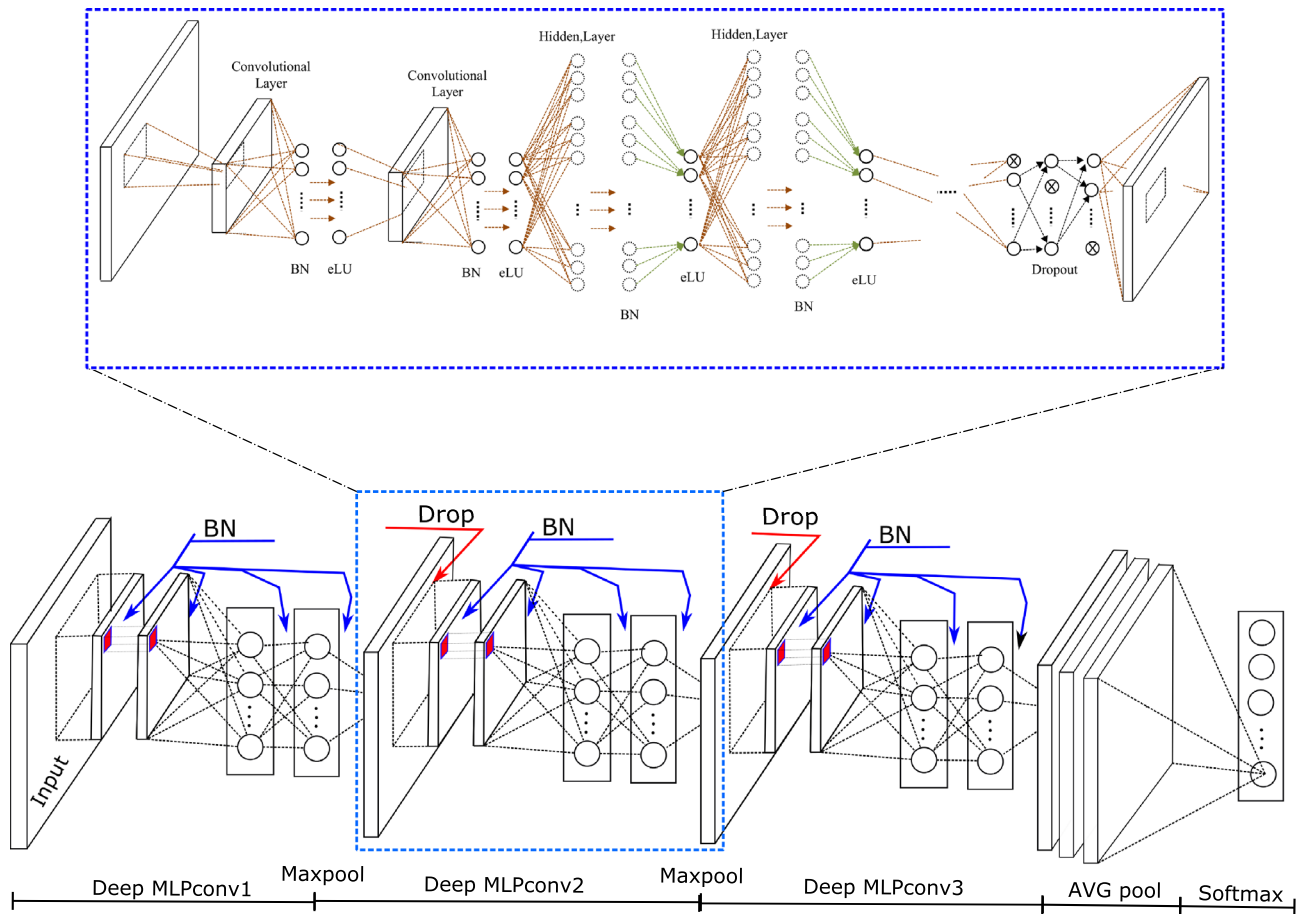 Hidden,Layer
Hidden,Layer
Convolutional
Layer
Convolutional
Layer
BN
eLU
BN
eLU
BN
eLU
BN
eLU
Dropout
BN
Drop
BN
Drop
BN
Input
Deep MLPconv1
Maxpool
Deep MLPconv2
Maxpool
Deep MLPconv3
AVG pool
Softmax